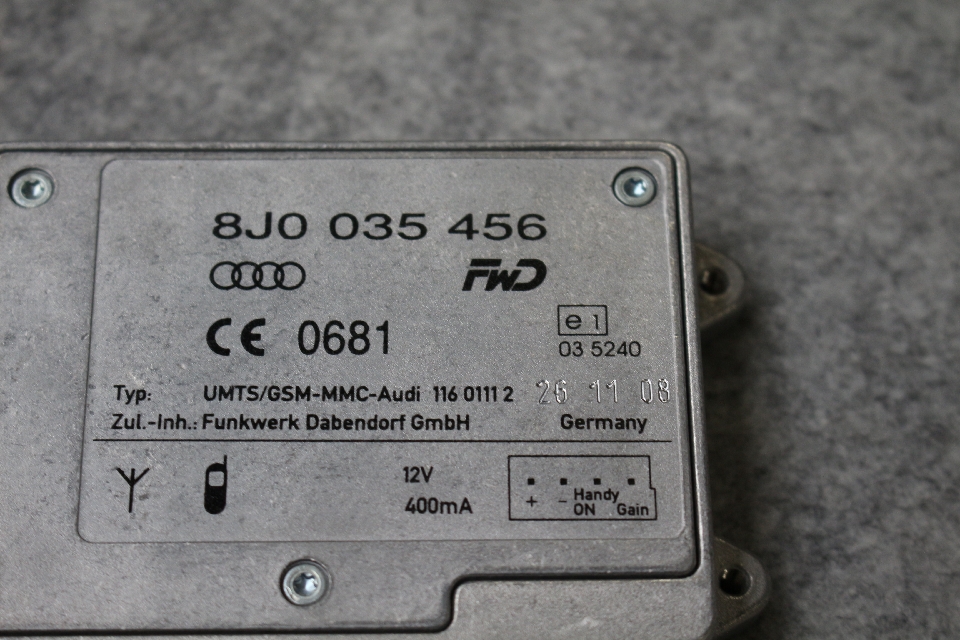 8J0 035 456
FWD
CE 0681
e1
03 5240
Typ: UMTS/GSM-MMC-Audi 116 0111 2 26 11 08
Zul.-Inh.: Funkwerk Dabendorf GmbH Germany
12V
400mA
+ - Handy ON Gain